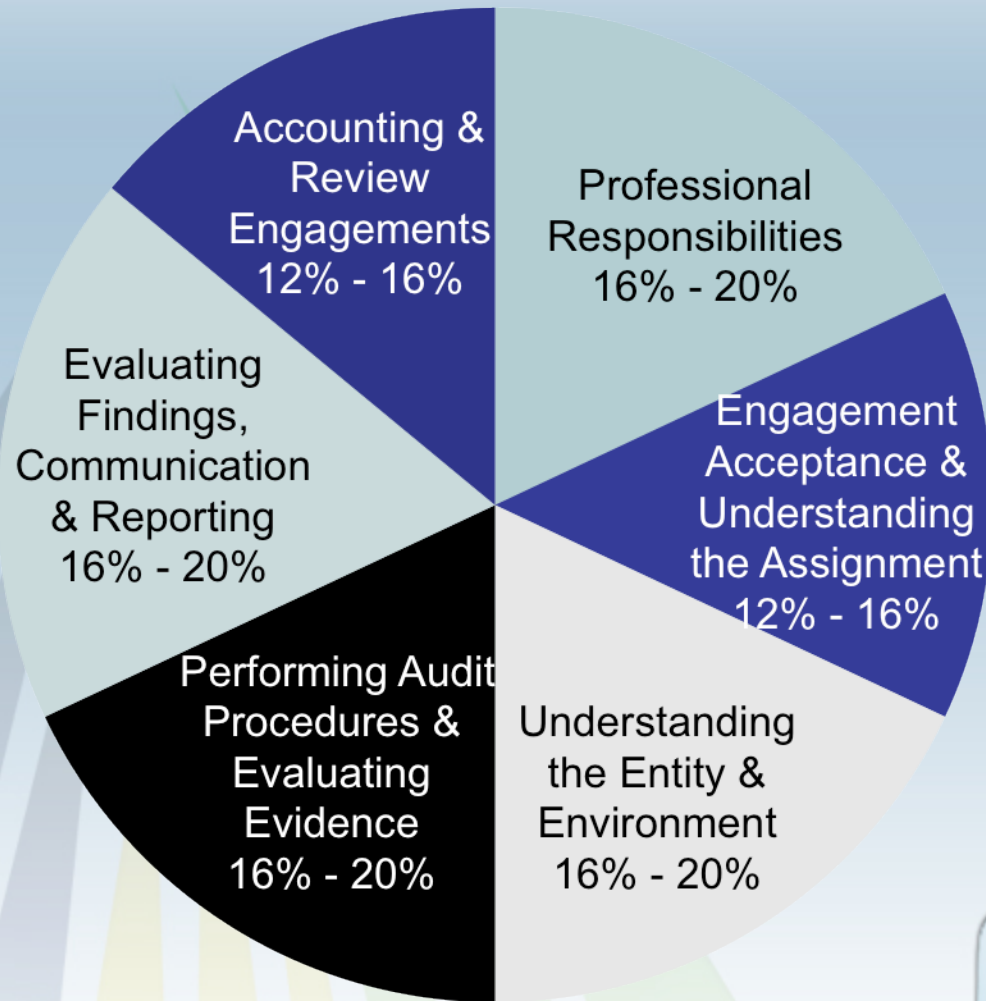 Accounting &
Review
Engagements
12% - 16%
Professional
Responsibilities
16% - 20%
Engagement
Acceptance &
Understanding
the Assignment
12% - 16%
Understanding
the Entity &
Environment
16% - 20%
Performing Audit
Procedures &
Evaluating
Evidence
16% - 20%
Evaluating
Findings,
Communication
& Reporting
16% - 20%